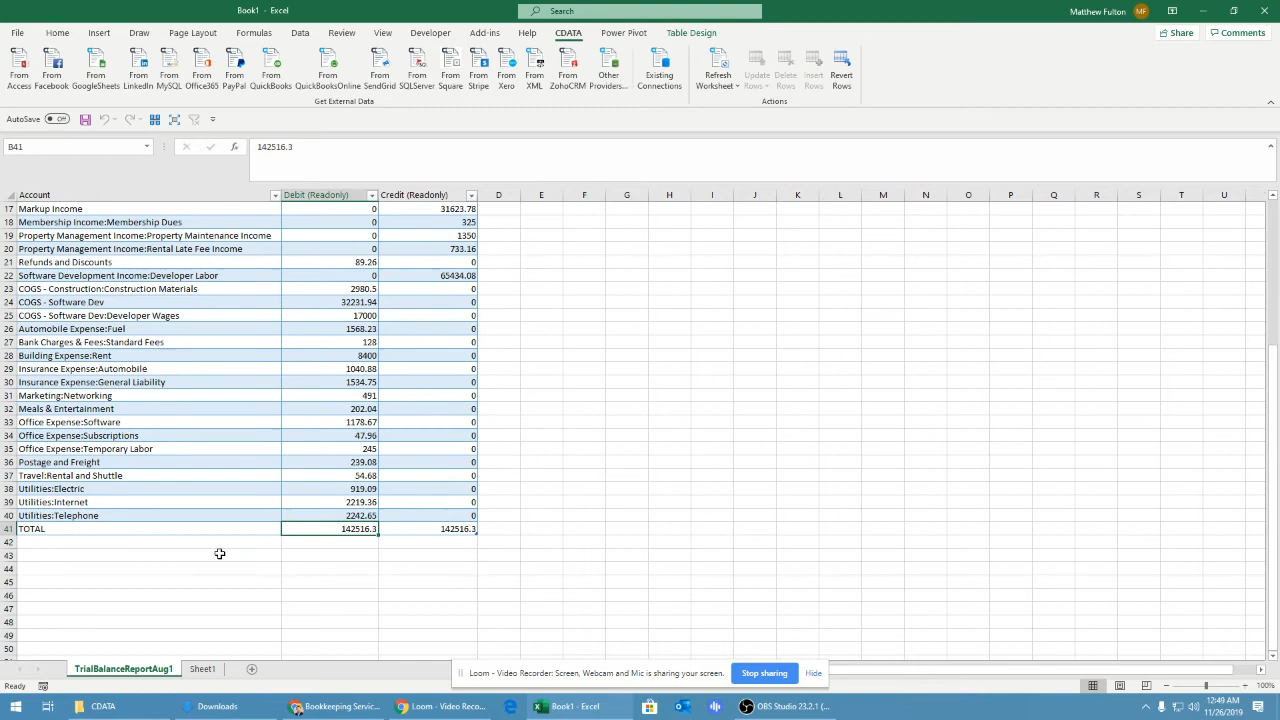 Book1 - Excel
Search
Matthew Fulton
MF
File Home Insert Draw Page Layout Formulas Data Review View Developer Add-ins Help CDATA Power Pivot Table Design
Share Comments
From Access
From Facebook
From GoogleSheets
From LinkedIn
From MySQL
From Office365
From PayPal
From QuickBooks
From QuickBooksOnline
From SendGrid
From SQLServer
From Square
From Stripe
From Xero
From XML
From ZohoCRM
Other Providers...
Existing Connections
Refresh Worksheet
Update Rows
Delete Rows
Insert Rows
Revert Rows
Get External Data
Actions
AutoSave Off
B41 fx 142516.3
Account Debit (Readonly) Credit (Readonly) D E F G H I J K L M N O P Q R S T U
17 Markup Income 0 31623.78
18 Membership Income:Membership Dues 0 325
19 Property Management Income:Property Maintenance Income 0 1350
20 Property Management Income:Rental Late Fee Income 0 733.16
21 Refunds and Discounts 89.26 0
22 Software Development Income:Developer Labor 0 65434.08
23 COGS - Construction:Construction Materials 2980.5 0
24 COGS - Software Dev 32231.94 0
25 COGS - Software Dev:Developer Wages 17000 0
26 Automobile Expense:Fuel 1568.23 0
27 Bank Charges & Fees:Standard Fees 128 0
28 Building Expense:Rent 8400 0
29 Insurance Expense:Automobile 1040.88 0
30 Insurance Expense:General Liability 1534.75 0
31 Marketing:Networking 491 0
32 Meals & Entertainment 202.04 0
33 Office Expense:Software 1178.67 0
34 Office Expense:Subscriptions 47.96 0
35 Office Expense:Temporary Labor 245 0
36 Postage and Freight 239.08 0
37 Travel:Rental and Shuttle 54.68 0
38 Utilities:Electric 919.09 0
39 Utilities:Internet 2219.36 0
40 Utilities:Telephone 2242.65 0
41 TOTAL 142516.3 142516.3
42
43
44
45
46
47
48
49
50
TrialBalanceReportAug1 Sheet1
Loom - Video Recorder: Screen, Webcam and Mic is sharing your screen. Stop sharing Hide
Ready
100%
CDATA Downloads Bookkeeping Servic... Loom - Video Reco... Book1 - Excel OBS Studio 23.2.1 (...
12:49 AM
11/26/2019